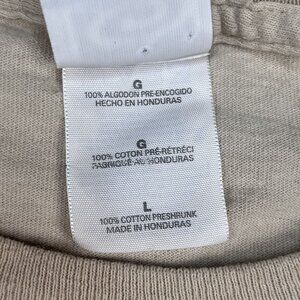 G
100% ALGODON PRE-ENCOGIDO
HECHO EN HONDURAS
G
100% COTON PRÉ-RÉTRÉCI
FABRIQUÉ AU HONDURAS
L
100% COTTON PRESHRUNK
MADE IN HONDURAS